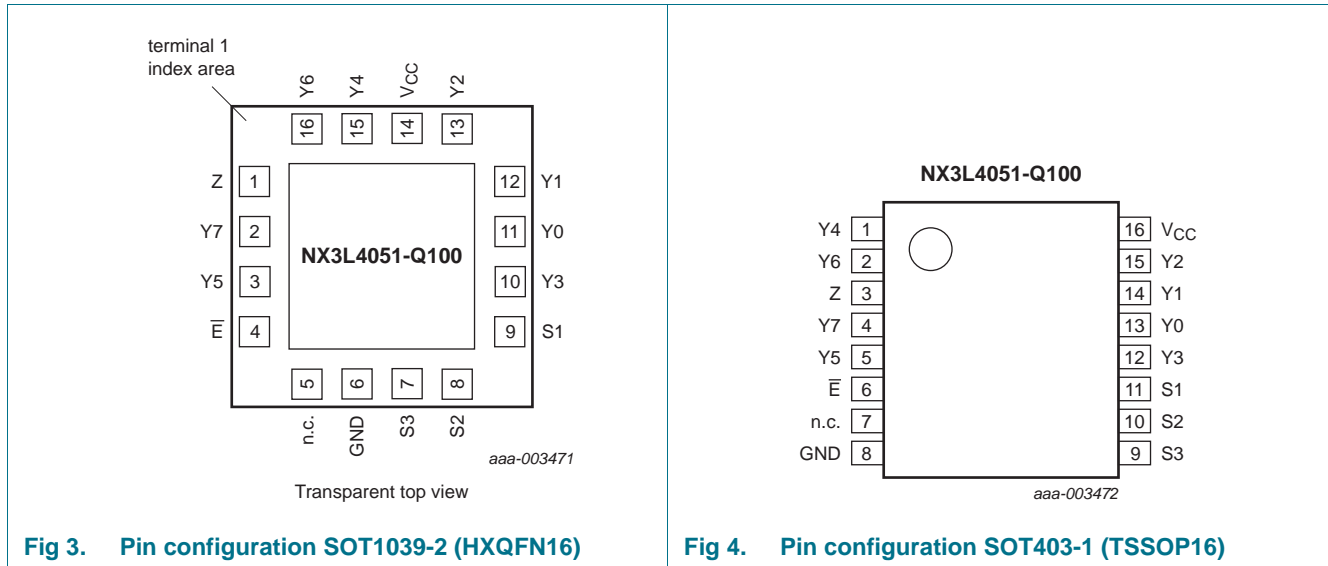 terminal 1
index area
Y6 Y4 VCC Y2
16 15 14 13
Z 1 12 Y1
Y7 2 11 Y0
NX3L4051-Q100
Y5 3 10 Y3
E̅ 4 9 S1
5 6 7 8
n.c. GND S3 S2
aaa-003471
Transparent top view
Fig 3. Pin configuration SOT1039-2 (HXQFN16)
NX3L4051-Q100
Y4 1 16 VCC
Y6 2 15 Y2
Z 3 14 Y1
Y7 4 13 Y0
Y5 5 12 Y3
E̅ 6 11 S1
n.c. 7 10 S2
GND 8 9 S3
aaa-003472
Fig 4. Pin configuration SOT403-1 (TSSOP16)